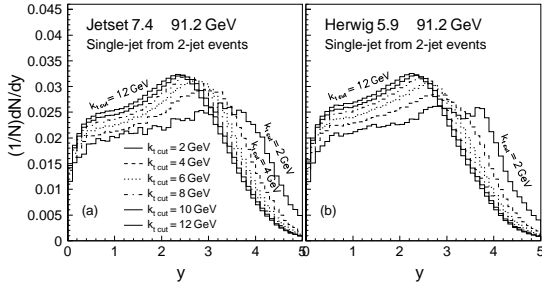 Jetset 7.4 91.2 GeV
Single-jet from 2-jet events
Herwig 5.9 91.2 GeV
Single-jet from 2-jet events
(1/N)dN/dy
0.045
0.04
0.035
0.03
0.025
0.02
0.015
0.01
0.005
0
k_t cut = 12 GeV
k_t cut = 2 GeV
k_t cut = 4 GeV
k_t cut = 2 GeV
k_t cut = 4 GeV
k_t cut = 6 GeV
k_t cut = 8 GeV
k_t cut = 10 GeV
k_t cut = 12 GeV
(a)
k_t cut = 12 GeV
k_t cut = 2 GeV
(b)
0 1 2 3 4 5
0 1 2 3 4 5
y
y